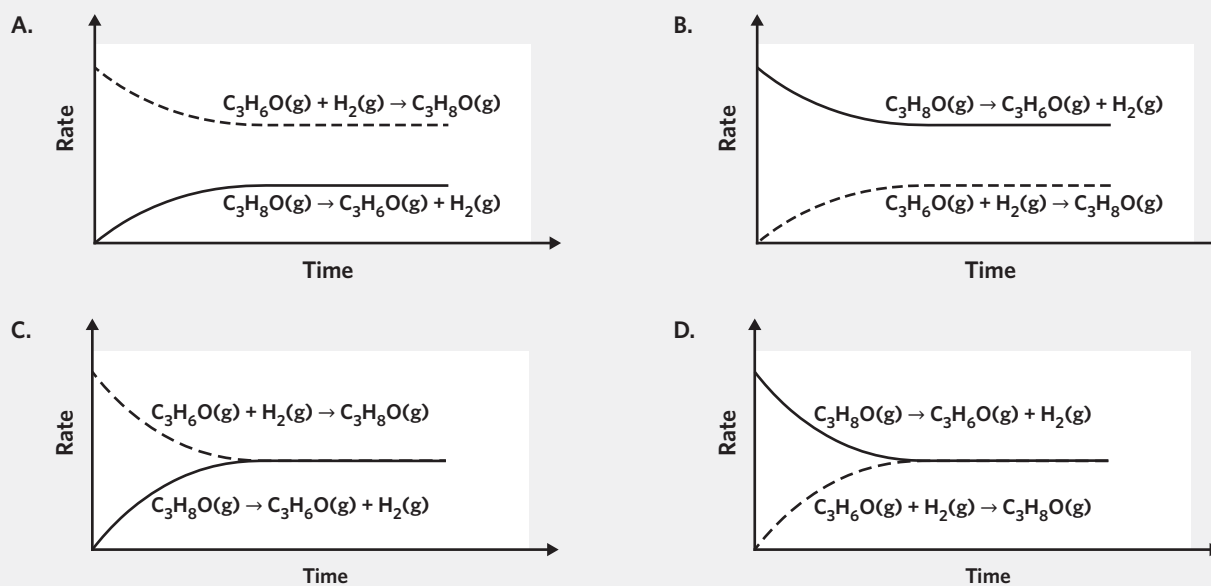 A.
Rate
C₃H₆O(g) + H₂(g) → C₃H₈O(g)
C₃H₈O(g) → C₃H₆O(g) + H₂(g)
Time
B.
Rate
C₃H₈O(g) → C₃H₆O(g) + H₂(g)
C₃H₆O(g) + H₂(g) → C₃H₈O(g)
Time
C.
Rate
C₃H₆O(g) + H₂(g) → C₃H₈O(g)
C₃H₈O(g) → C₃H₆O(g) + H₂(g)
Time
D.
Rate
C₃H₈O(g) → C₃H₆O(g) + H₂(g)
C₃H₆O(g) + H₂(g) → C₃H₈O(g)
Time